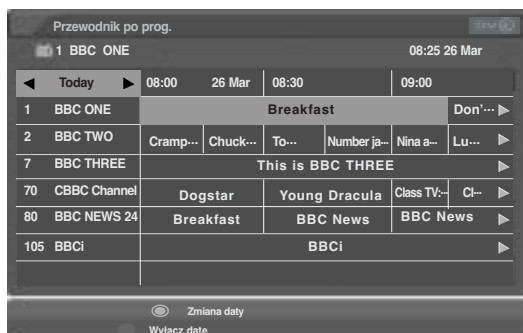 Przewodnik po prog.
1 BBC ONE 08:25 26 Mar
◀ Today ▶ 08:00 26 Mar 08:30 09:00
1 BBC ONE Breakfast Don'··· ▶
2 BBC TWO Cramp··· Chuck··· To··· Number ja··· Nina a··· Lu··· ▶
7 BBC THREE This is BBC THREE ▶
70 CBBC Channel Dogstar Young Dracula Class TV:··· Cl··· ▶
80 BBC NEWS 24 Breakfast BBC News BBC News ▶
105 BBCi BBCi ▶
Zmiana daty
Wyłącz datę